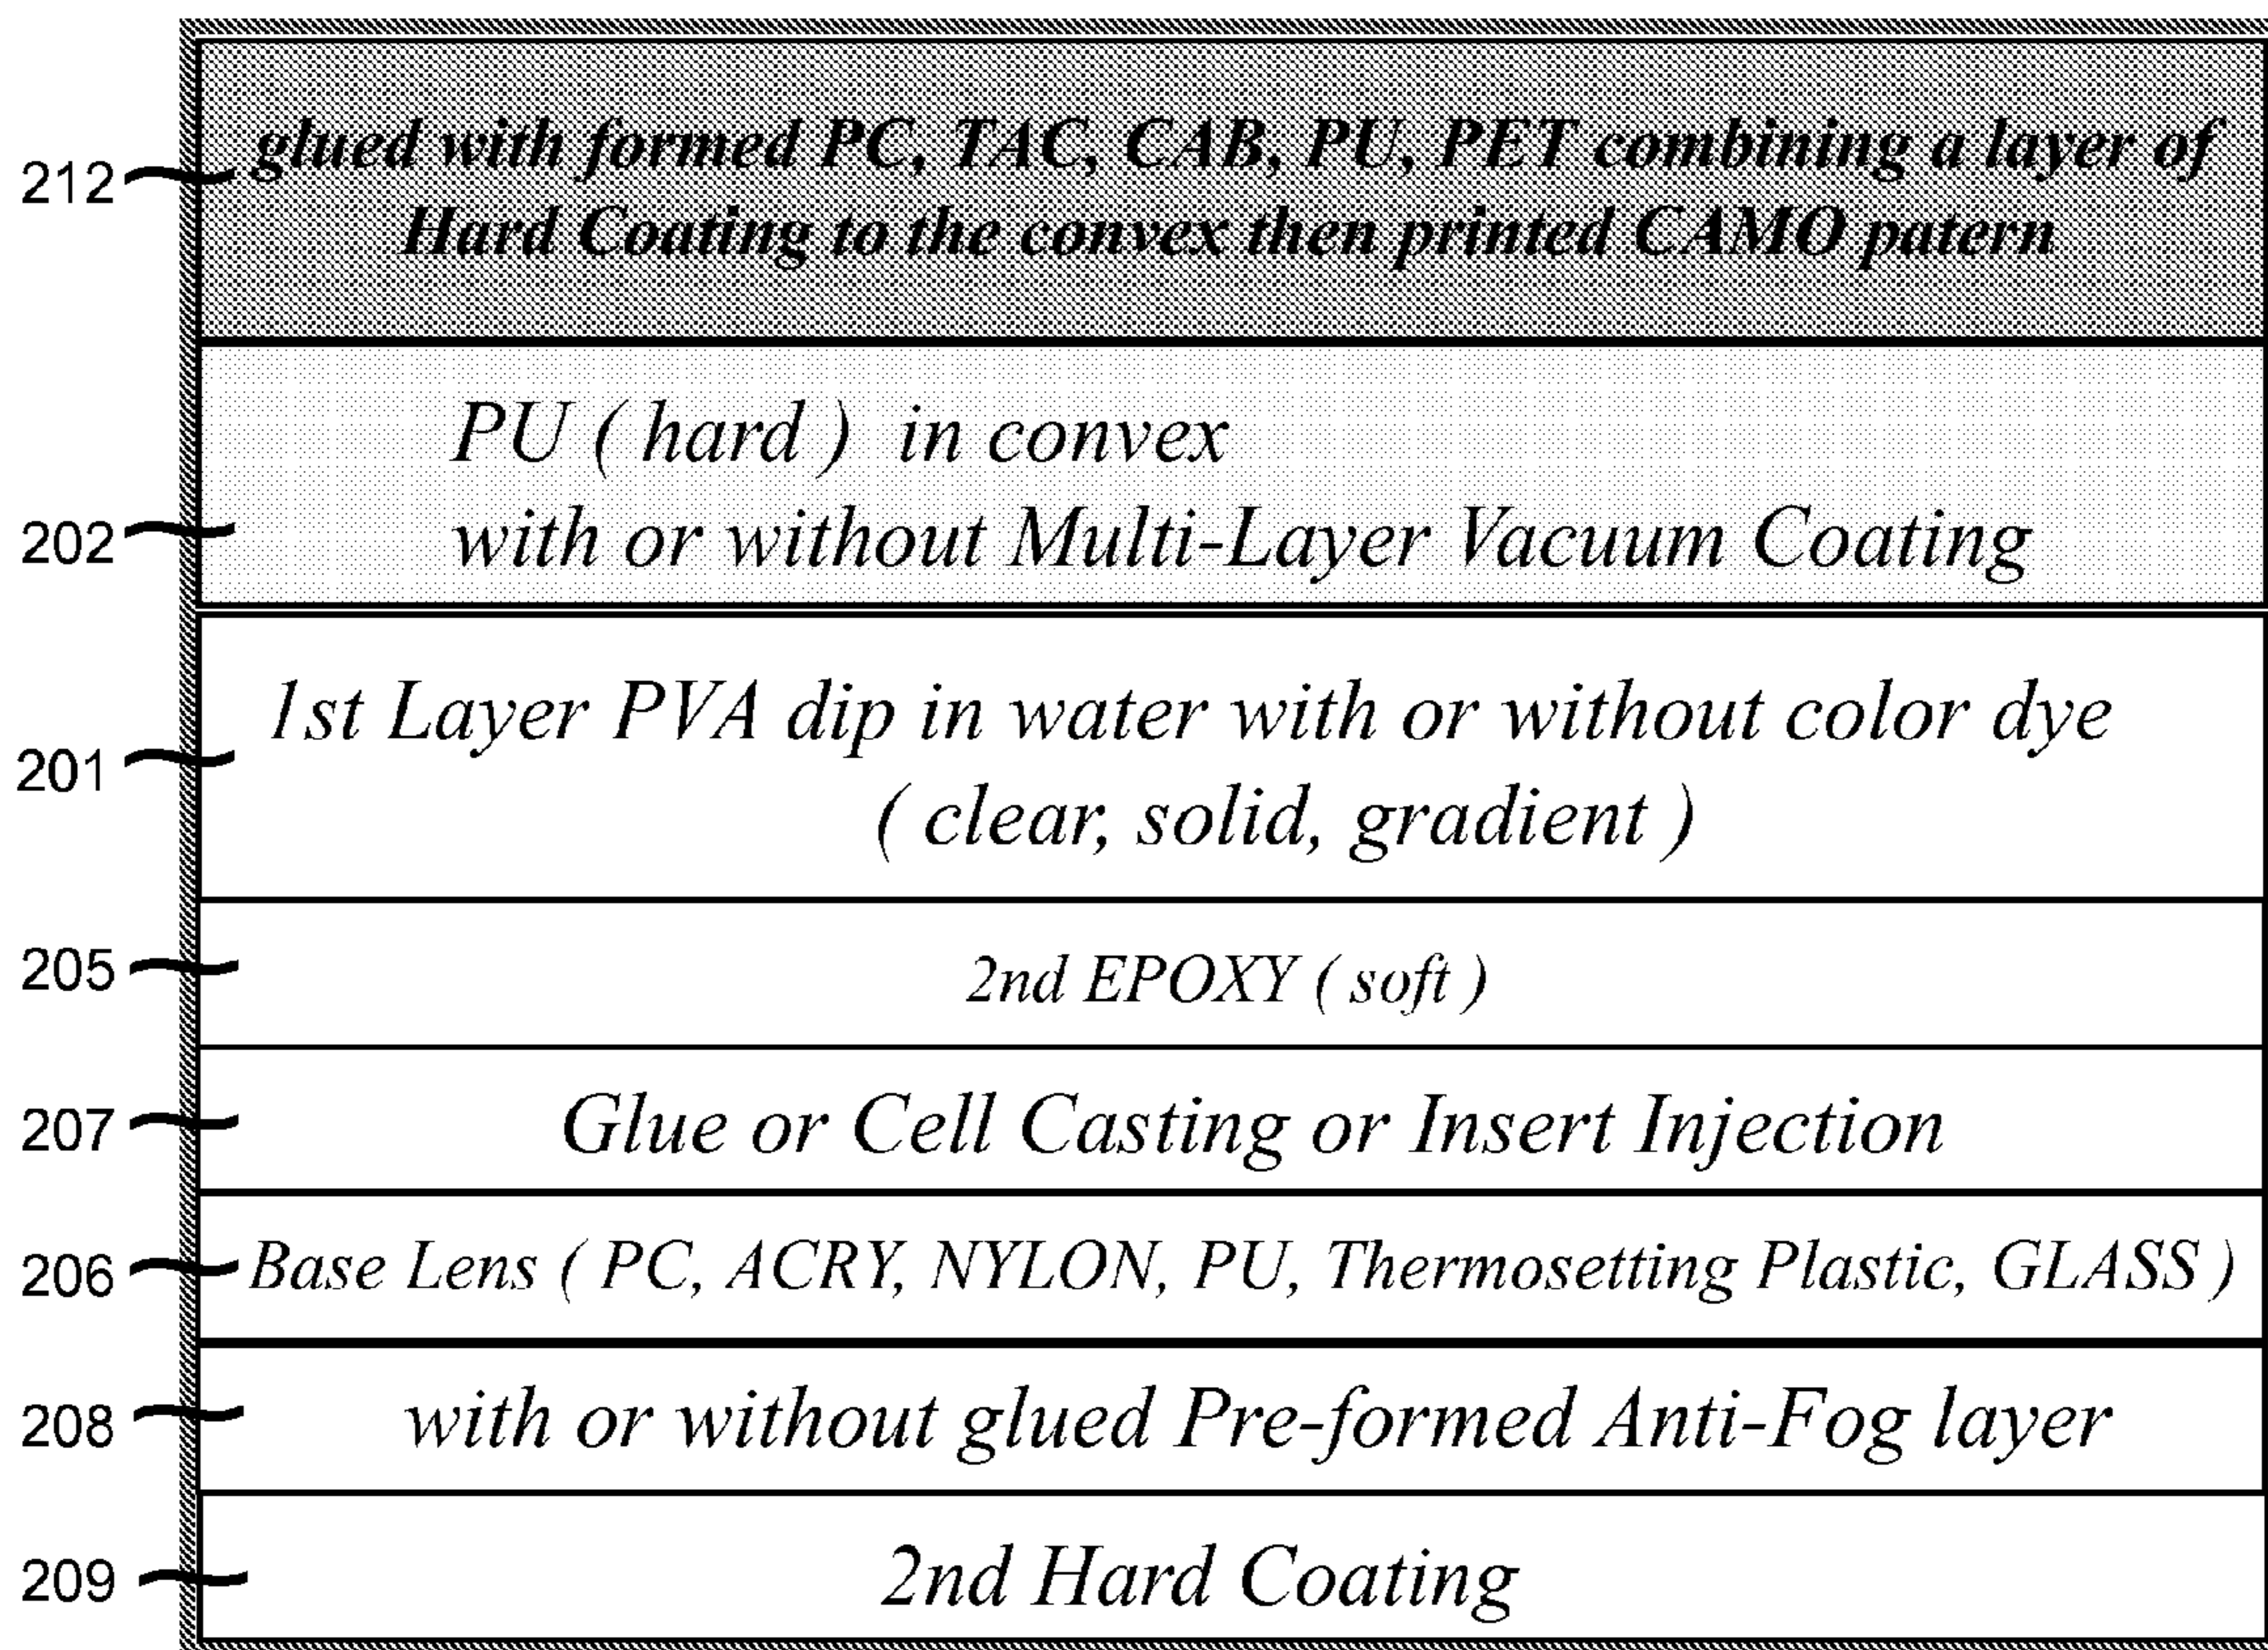 glued with formed PC, TAC, CAB, PU, PET combining a layer of
212
Hard Coating to the convex then printed CAMO patern
PU ( hard ) in convex
202
with or without Multi-Layer Vacuum Coating
1st Layer PVA dip in water with or without color dye
201
( clear, solid, gradient )
205
2nd EPOXY ( soft )
207
Glue or Cell Casting or Insert Injection
206
Base Lens ( PC, ACRY, NYLON, PU, Thermosetting Plastic, GLASS )
208
with or without glued Pre-formed Anti-Fog layer
209
2nd Hard Coating